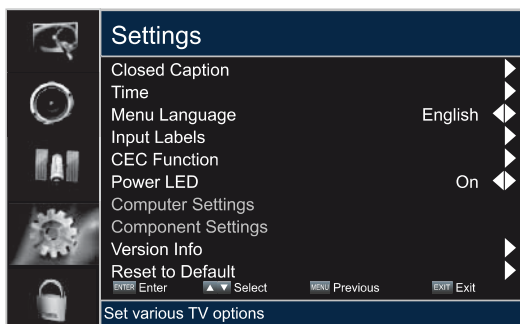 Settings
Closed Caption
Time
Menu Language English
Input Labels
CEC Function
Power LED On
Computer Settings
Component Settings
Version Info
Reset to Default
ENTER Enter Select MENU Previous EXIT Exit
Set various TV options